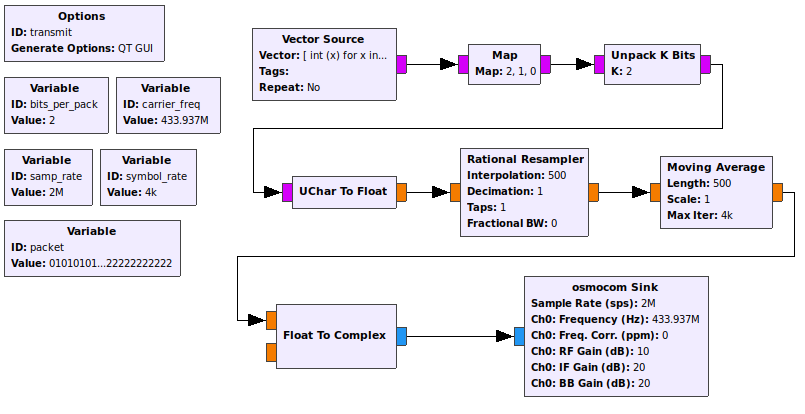 Options
ID: transmit
Generate Options: QT GUI
Variable
ID: bits_per_pack
Value: 2
Variable
ID: carrier_freq
Value: 433.937M
Variable
ID: samp_rate
Value: 2M
Variable
ID: symbol_rate
Value: 4k
Variable
ID: packet
Value: 01010101...22222222222
Vector Source
Vector: [ int (x) for x in...
Tags:
Repeat: No
Map
Map: 2, 1, 0
Unpack K Bits
K: 2
UChar To Float
Rational Resampler
Interpolation: 500
Decimation: 1
Taps: 1
Fractional BW: 0
Moving Average
Length: 500
Scale: 1
Max Iter: 4k
Float To Complex
osmocom Sink
Sample Rate (sps): 2M
Ch0: Frequency (Hz): 433.937M
Ch0: Freq. Corr. (ppm): 0
Ch0: RF Gain (dB): 10
Ch0: IF Gain (dB): 20
Ch0: BB Gain (dB): 20